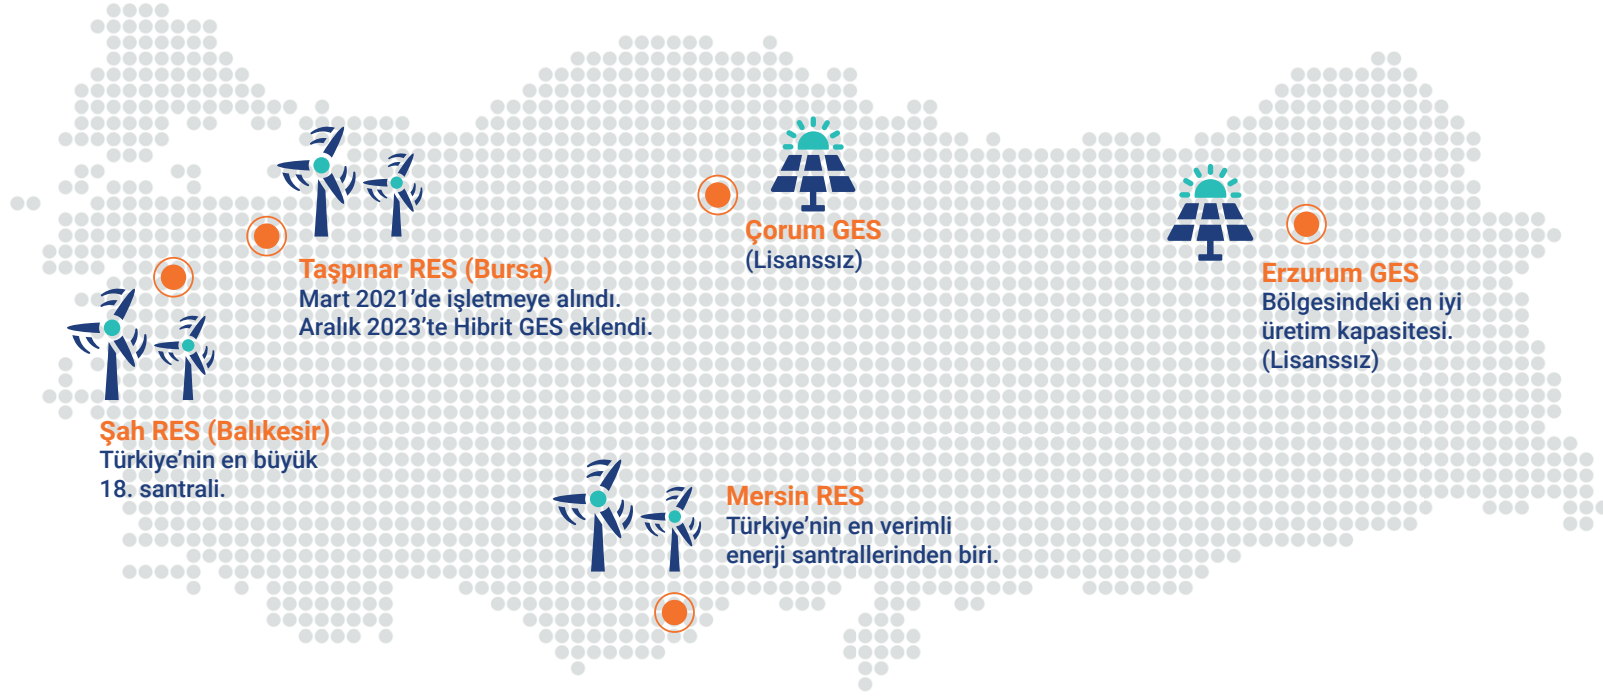 Çorum GES
(Lisanssız)
Taşpınar RES (Bursa)
Mart 2021’de işletmeye alındı.
Aralık 2023’te Hibrit GES eklendi.
Erzurum GES
Bölgesindeki en iyi
üretim kapasitesi.
(Lisanssız)
Şah RES (Balıkesir)
Türkiye’nin en büyük
18. santrali.
Mersin RES
Türkiye’nin en verimli
enerji santrallerinden biri.